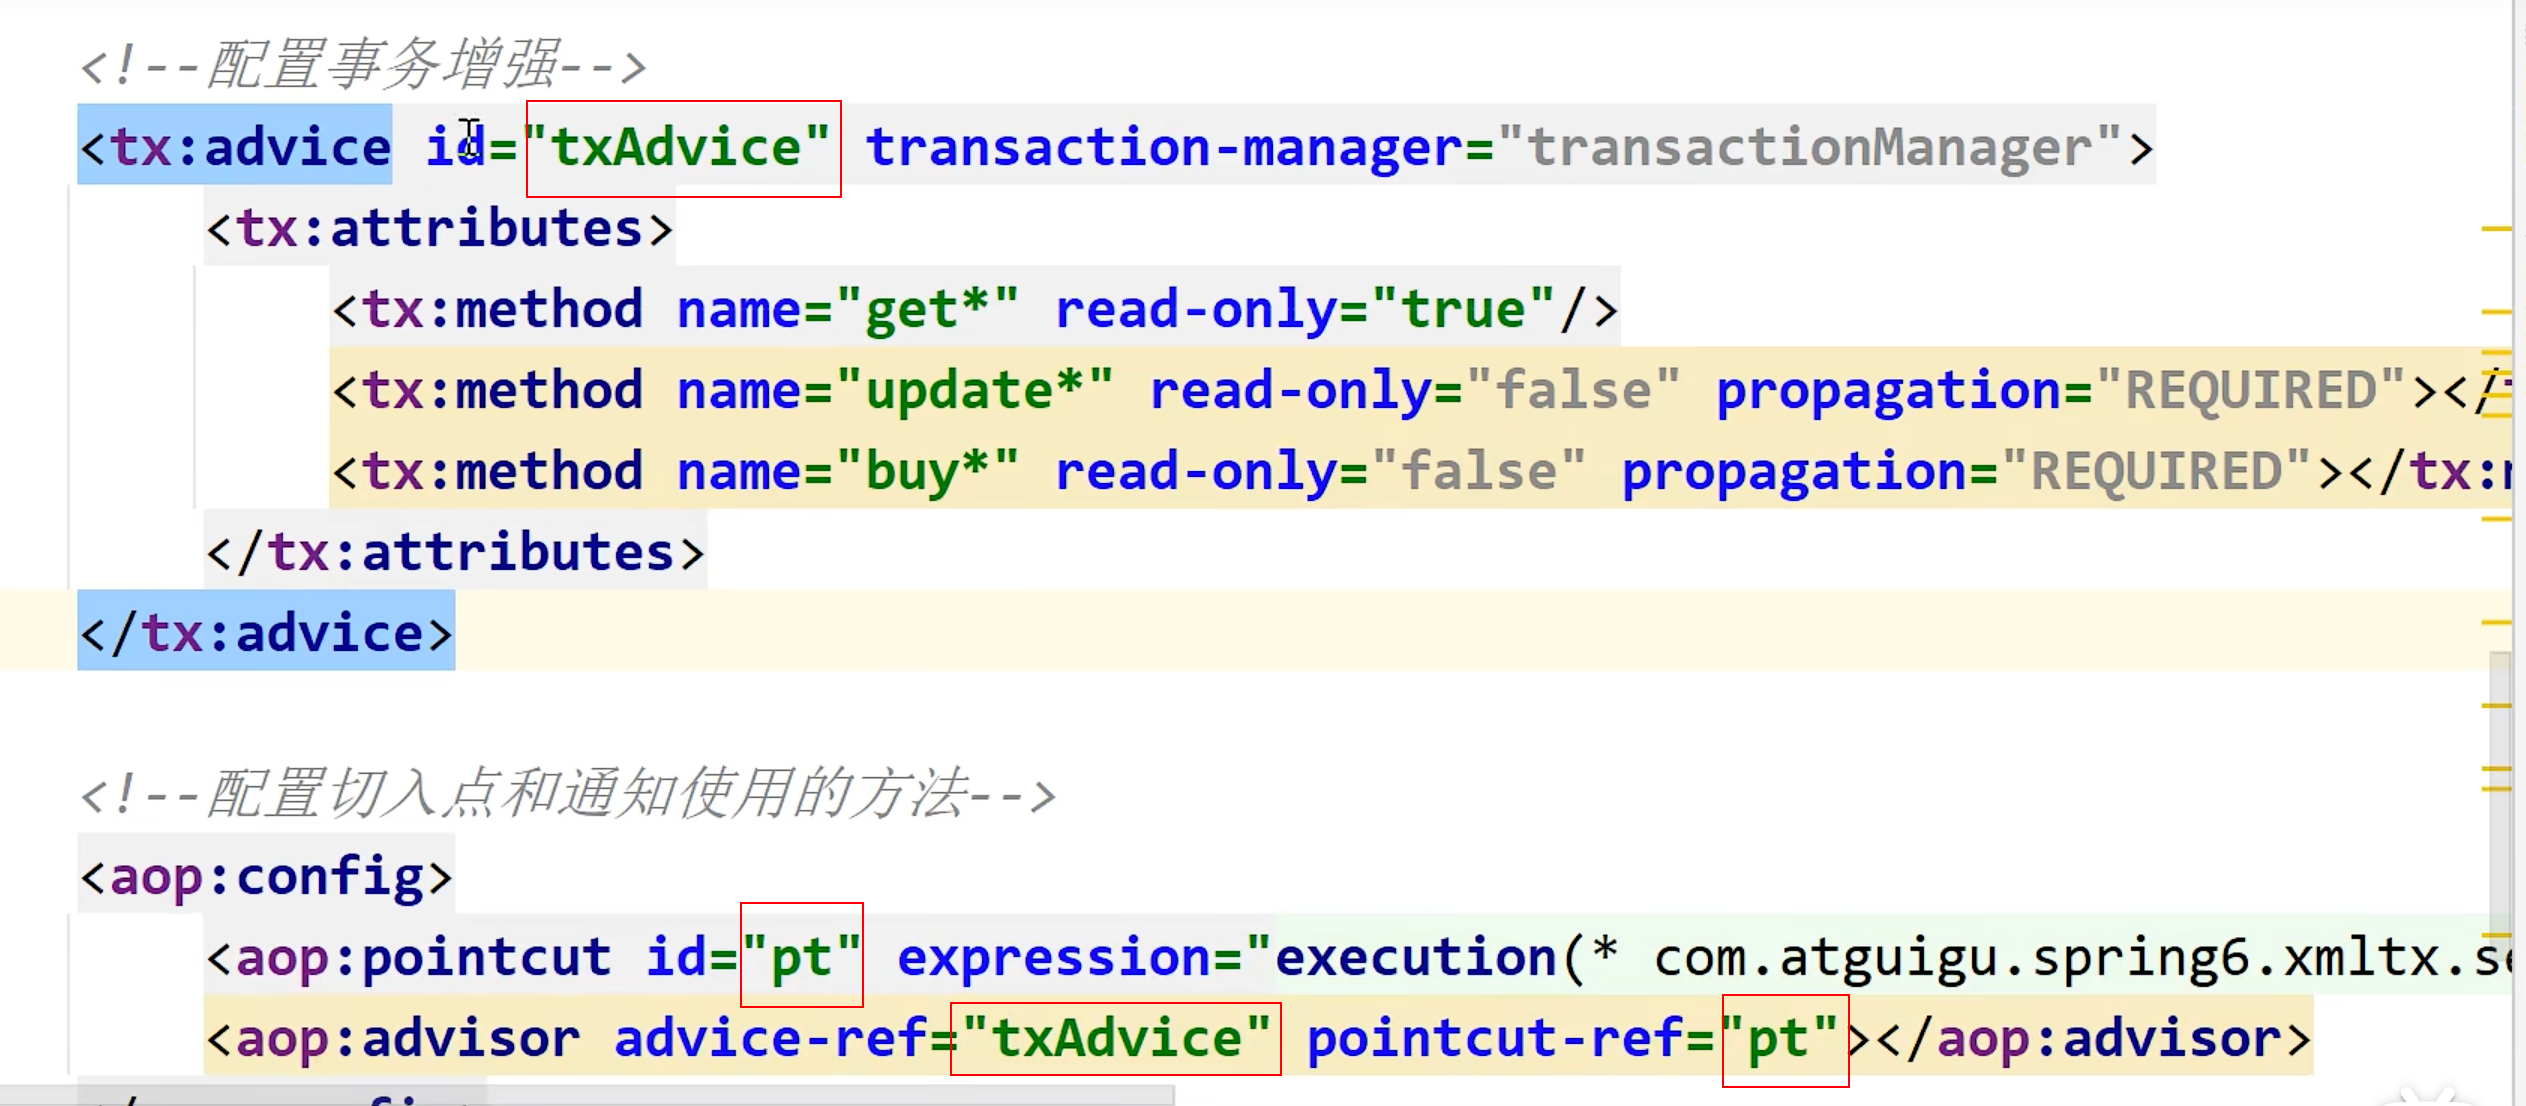 <!--配置事务增强-->
<tx:advice id="txAdvice" transaction-manager="transactionManager">
<tx:attributes>
<tx:method name="get*" read-only="true"/>
<tx:method name="update*" read-only="false" propagation="REQUIRED"></
<tx:method name="buy*" read-only="false" propagation="REQUIRED"></tx:
</tx:attributes>
</tx:advice>
<!--配置切入点和通知使用的方法-->
<aop:config>
<aop:pointcut id="pt" expression="execution(* com.atguigu.spring6.xmltx.
<aop:advisor advice-ref="txAdvice" pointcut-ref="pt"></aop:advisor>